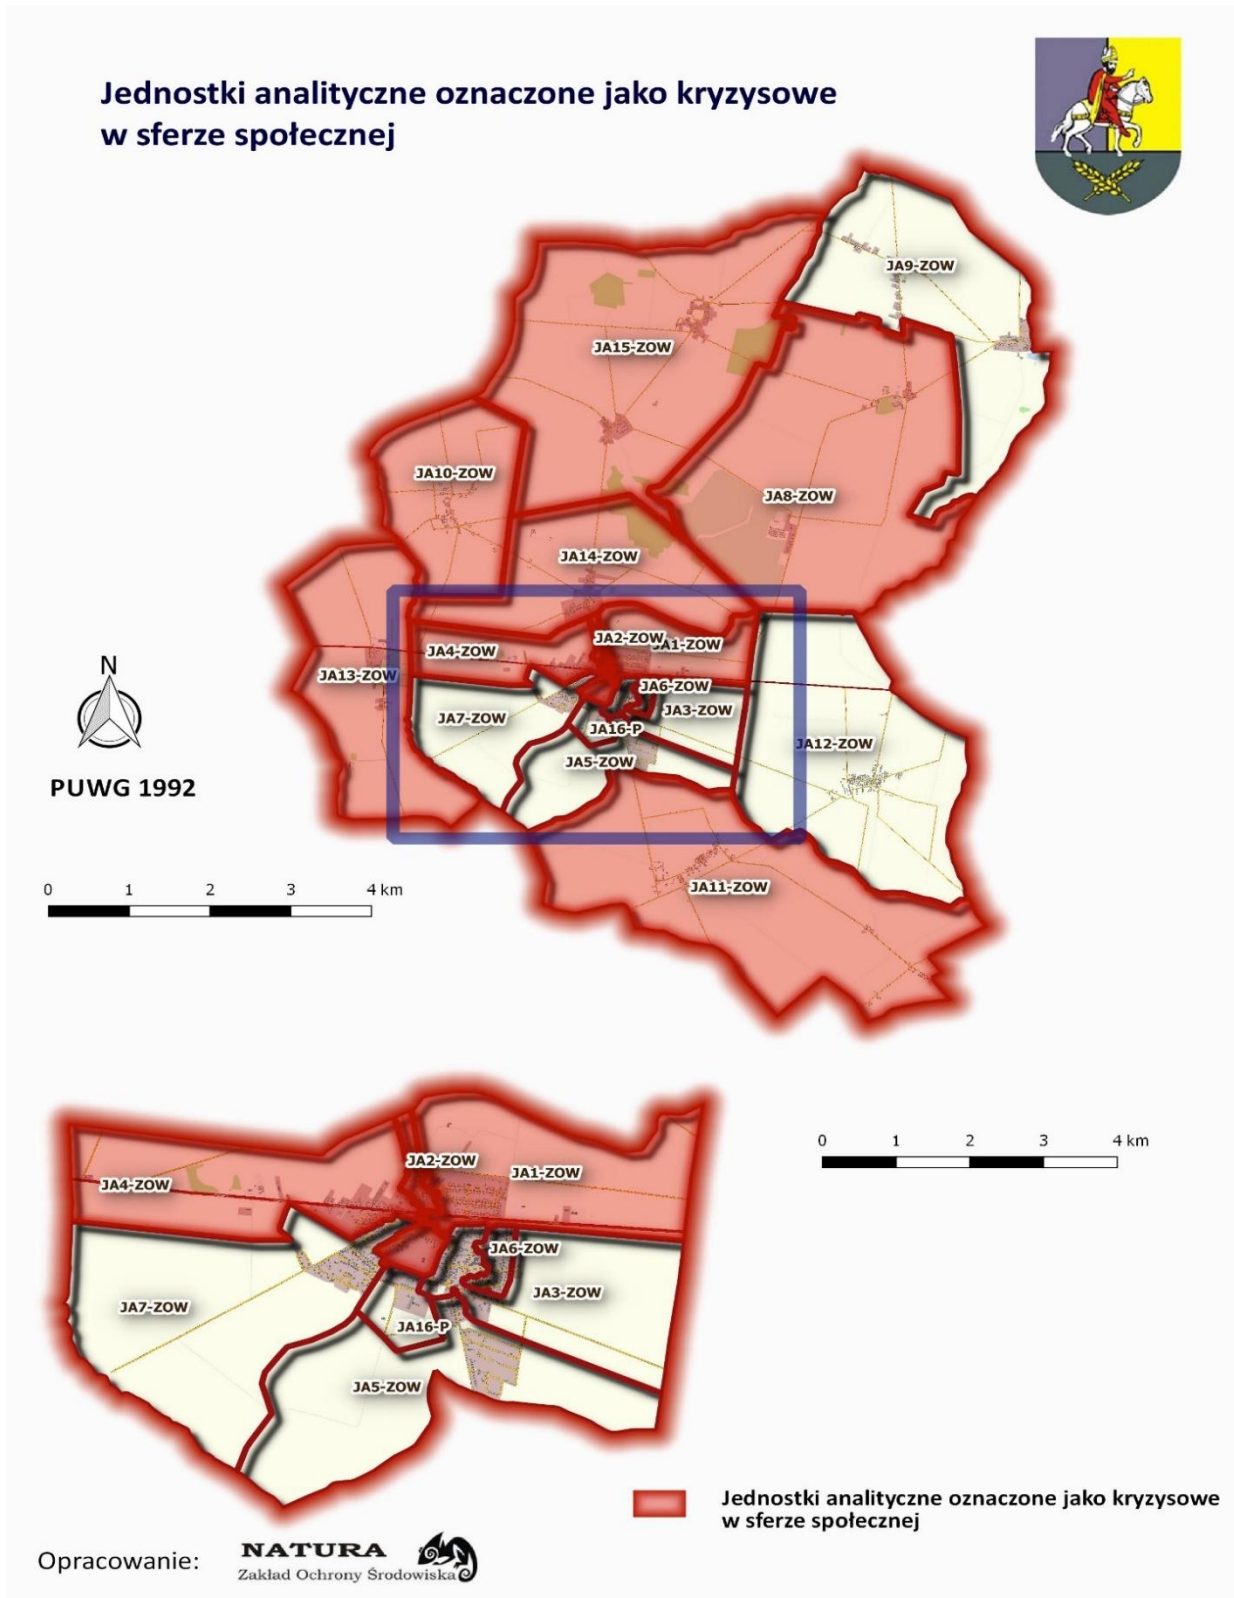 Jednostki analityczne oznaczone jako kryzysowe
w sferze społecznej
JA9-ZOW
JA15-ZOW
JA10-ZOW
JA8-ZOW
JA14-ZOW
JA2-ZOW
JA1-ZOW
JA4-ZOW
JA13-ZOW
JA6-ZOW
JA3-ZOW
JA7-ZOW
JA16-P
JA12-ZOW
JA5-ZOW
JA11-ZOW
N
PUWG 1992
0 1 2 3 4 km
JA2-ZOW
JA1-ZOW
JA4-ZOW
JA6-ZOW
JA3-ZOW
JA7-ZOW
JA16-P
JA5-ZOW
0 1 2 3 4 km
Jednostki analityczne oznaczone jako kryzysowe
w sferze społecznej
Opracowanie:
NATURA
Zakład Ochrony Środowiska